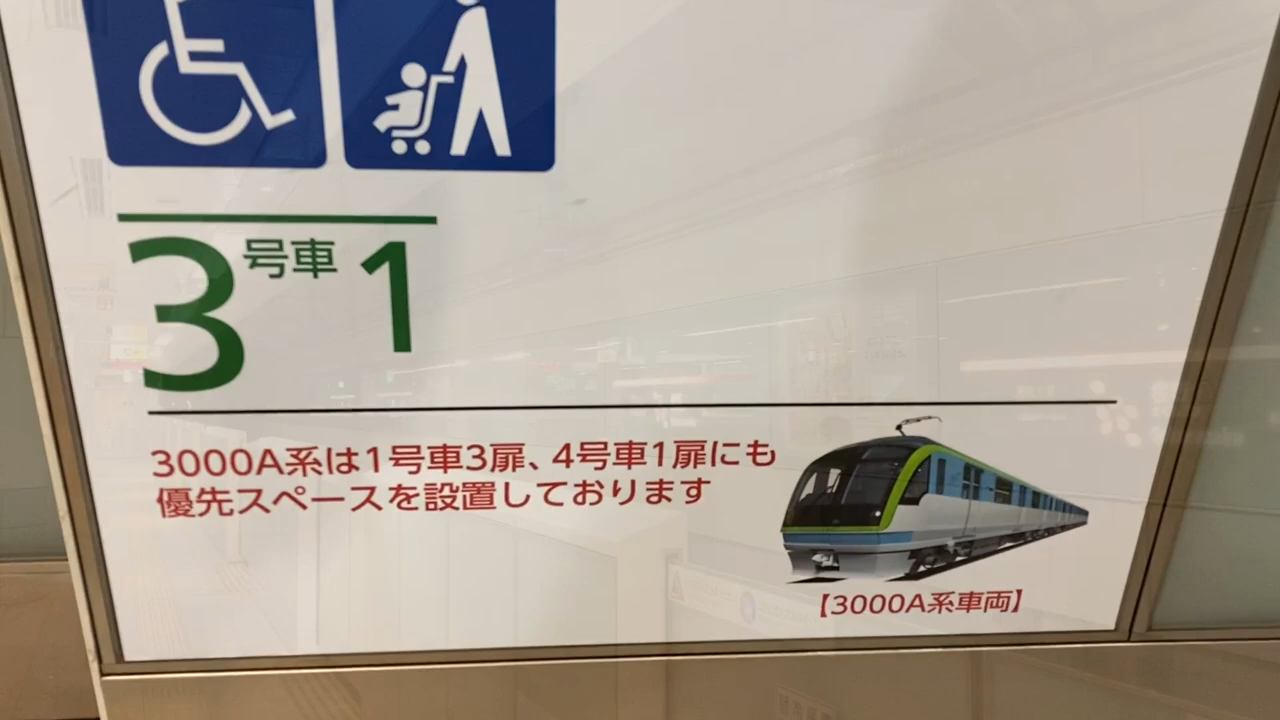 3号車 1
3000A系は1号車3扉、4号車1扉にも
優先スペースを設置しております
【3000A系車両】